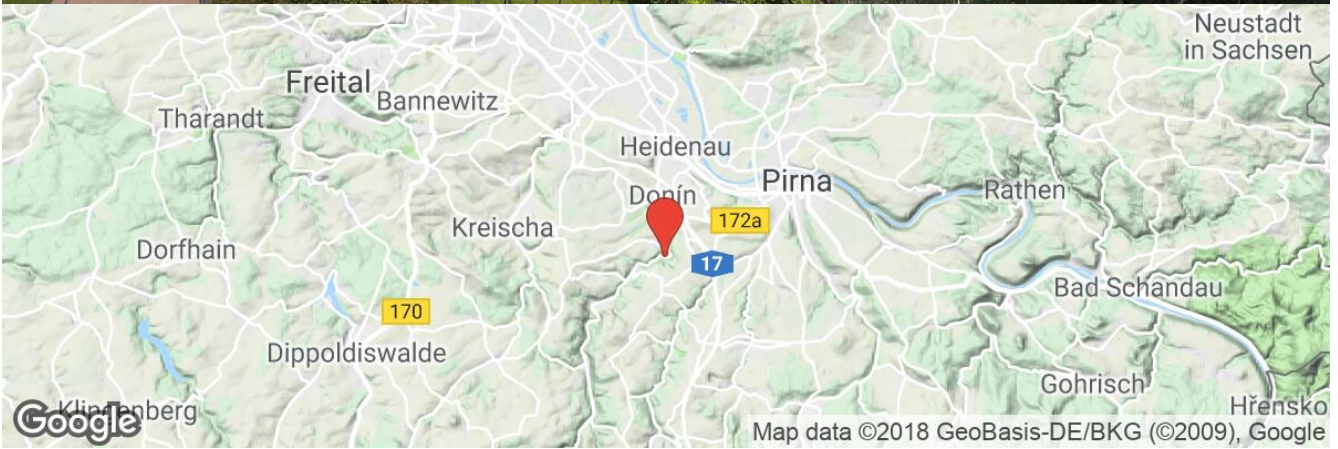 Neustadt
in Sachsen
Freital
Bannewitz
Tharandt
Heidenau
Pirna
Donín
Rathen
172a
Kreischa
Dorfhain
17
Bad Schandau
170
Dippoldiswalde
Gohrisch
Klingenberg
Hřensko
Google
Map data ©2018 GeoBasis-DE/BKG (©2009), Google